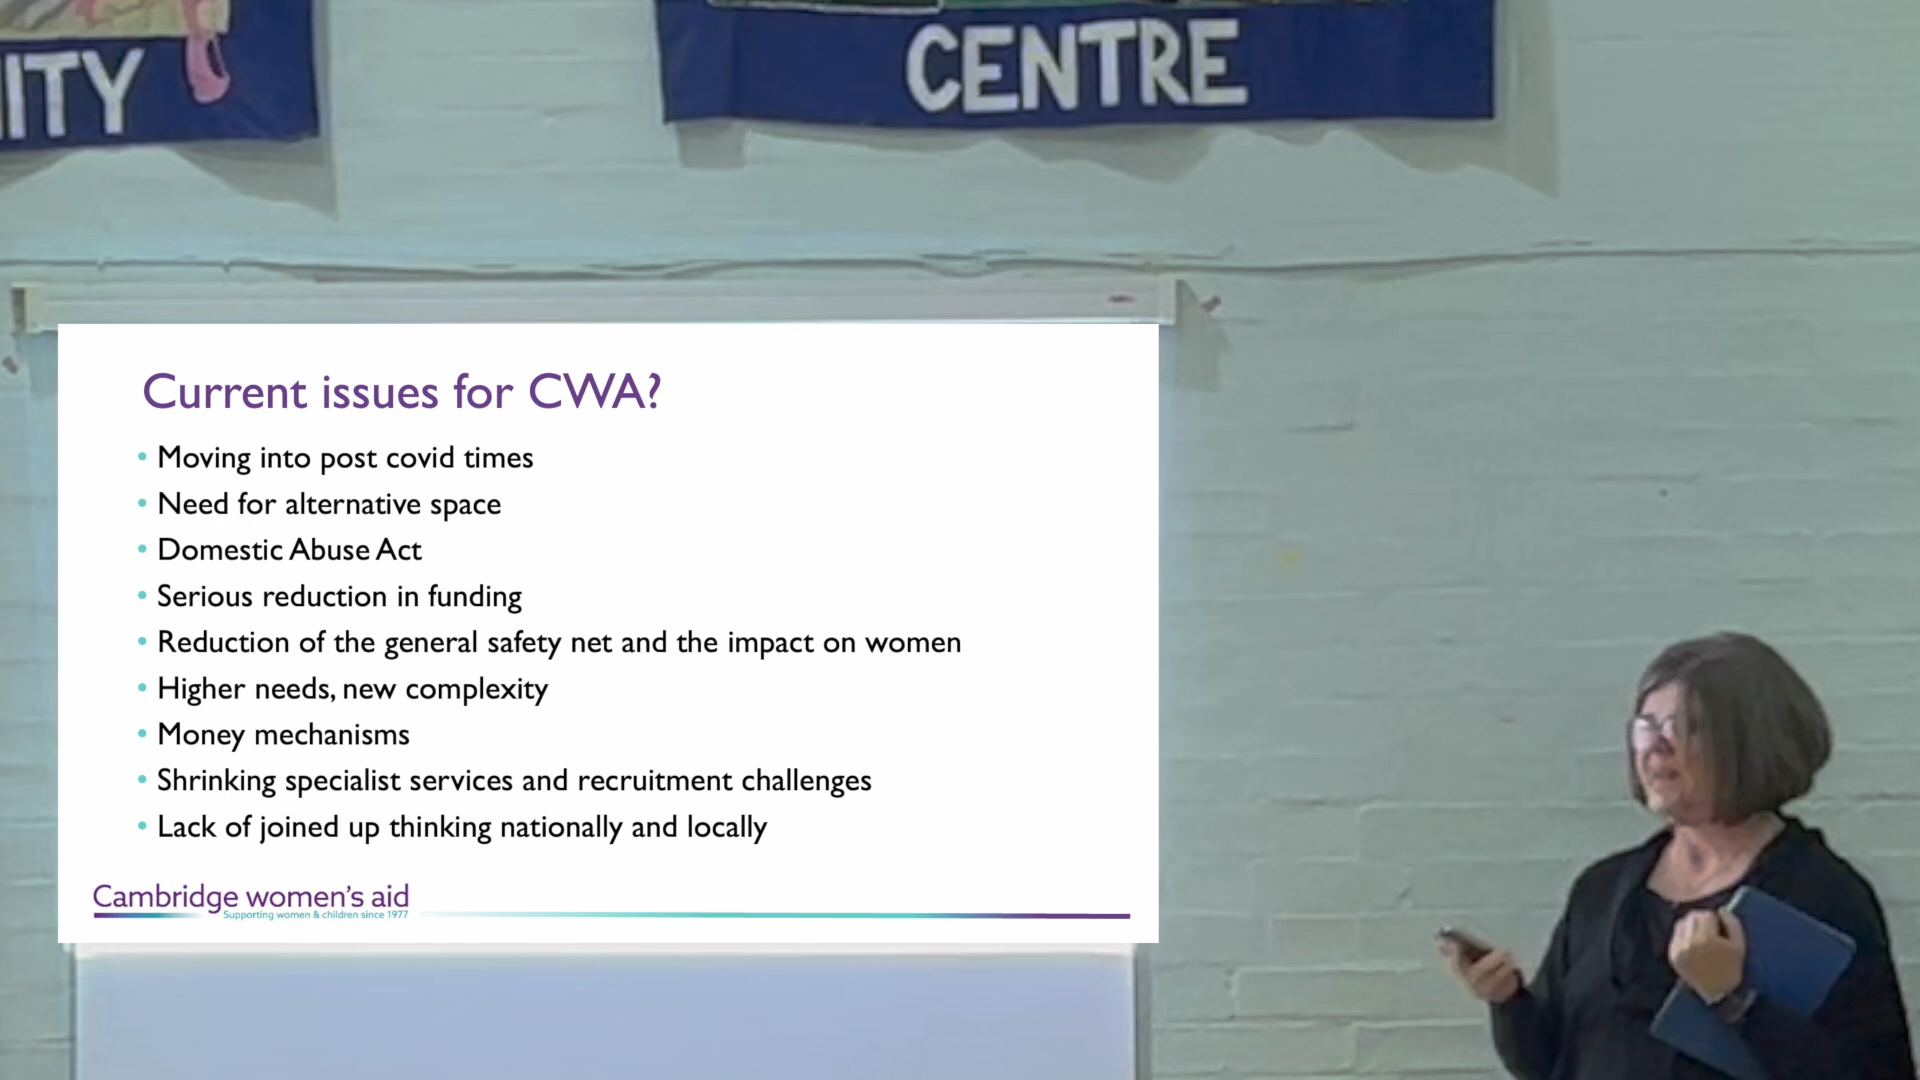 ITY
CENTRE
Current issues for CWA?
• Moving into post covid times
• Need for alternative space
• Domestic Abuse Act
• Serious reduction in funding
• Reduction of the general safety net and the impact on women
• Higher needs, new complexity
• Money mechanisms
• Shrinking specialist services and recruitment challenges
• Lack of joined up thinking nationally and locally
Cambridge women's aid
Supporting women & children since 1977